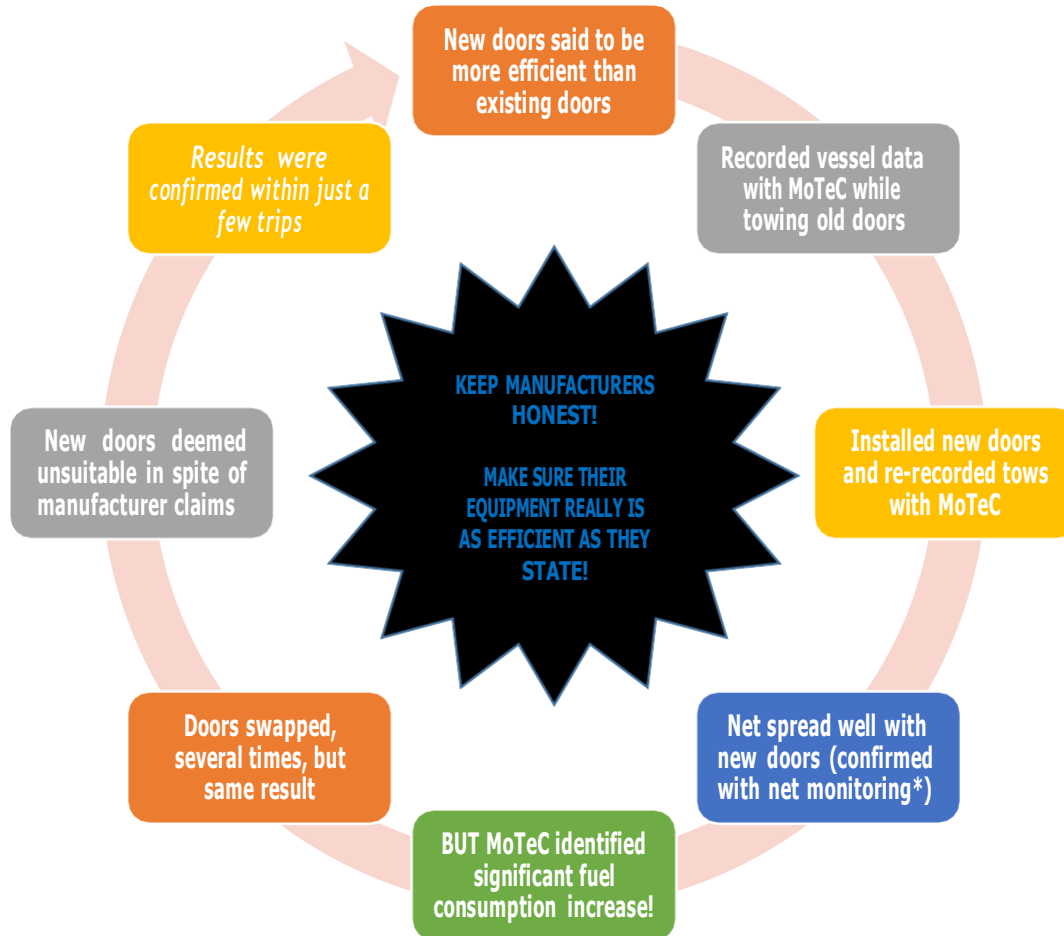 New doors said to be
more efficient than
existing doors
Recorded vessel data
with MoTeC while
towing old doors
Installed new doors
and re-recorded tows
with MoTeC
Net spread well with
new doors (confirmed
with net monitoring*)
BUT MoTeC identified
significant fuel
consumption increase!
Doors swapped,
several times, but
same result
New doors deemed
unsuitable in spite of
manufacturer claims
Results were
confirmed within just a
few trips
KEEP MANUFACTURERS
HONEST!
MAKE SURE THEIR
EQUIPMENT REALLY IS
AS EFFICIENT AS THEY
STATE!